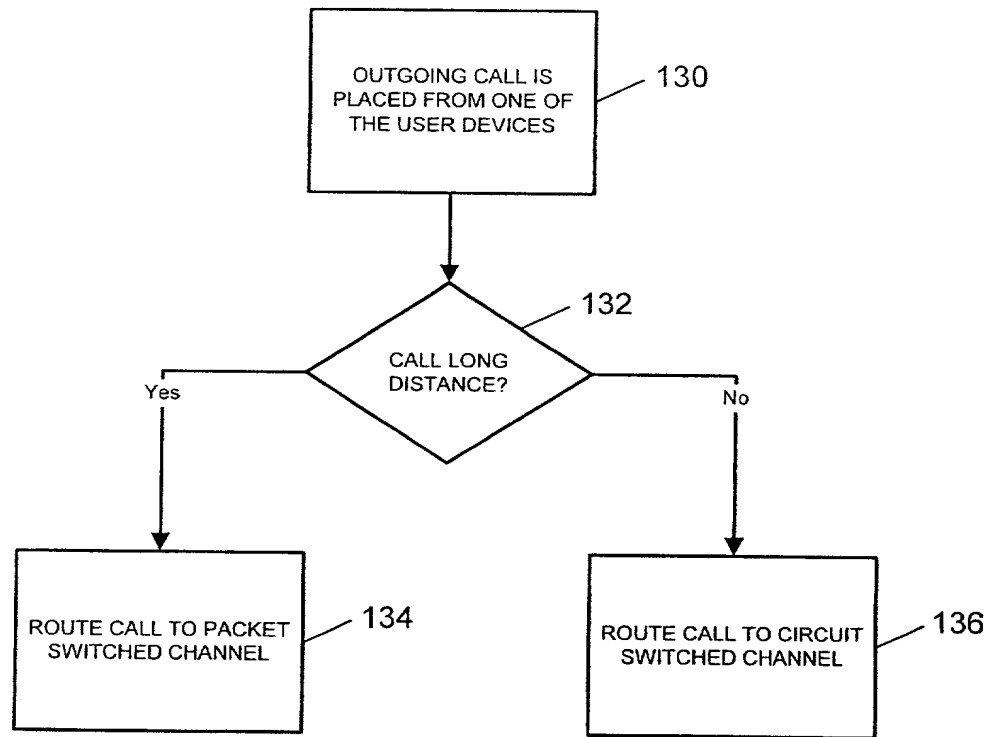 OUTGOING CALL IS
PLACED FROM ONE OF
THE USER DEVICES
130
132
CALL LONG
DISTANCE?
Yes
No
ROUTE CALL TO PACKET
SWITCHED CHANNEL
134
ROUTE CALL TO CIRCUIT
SWITCHED CHANNEL
136